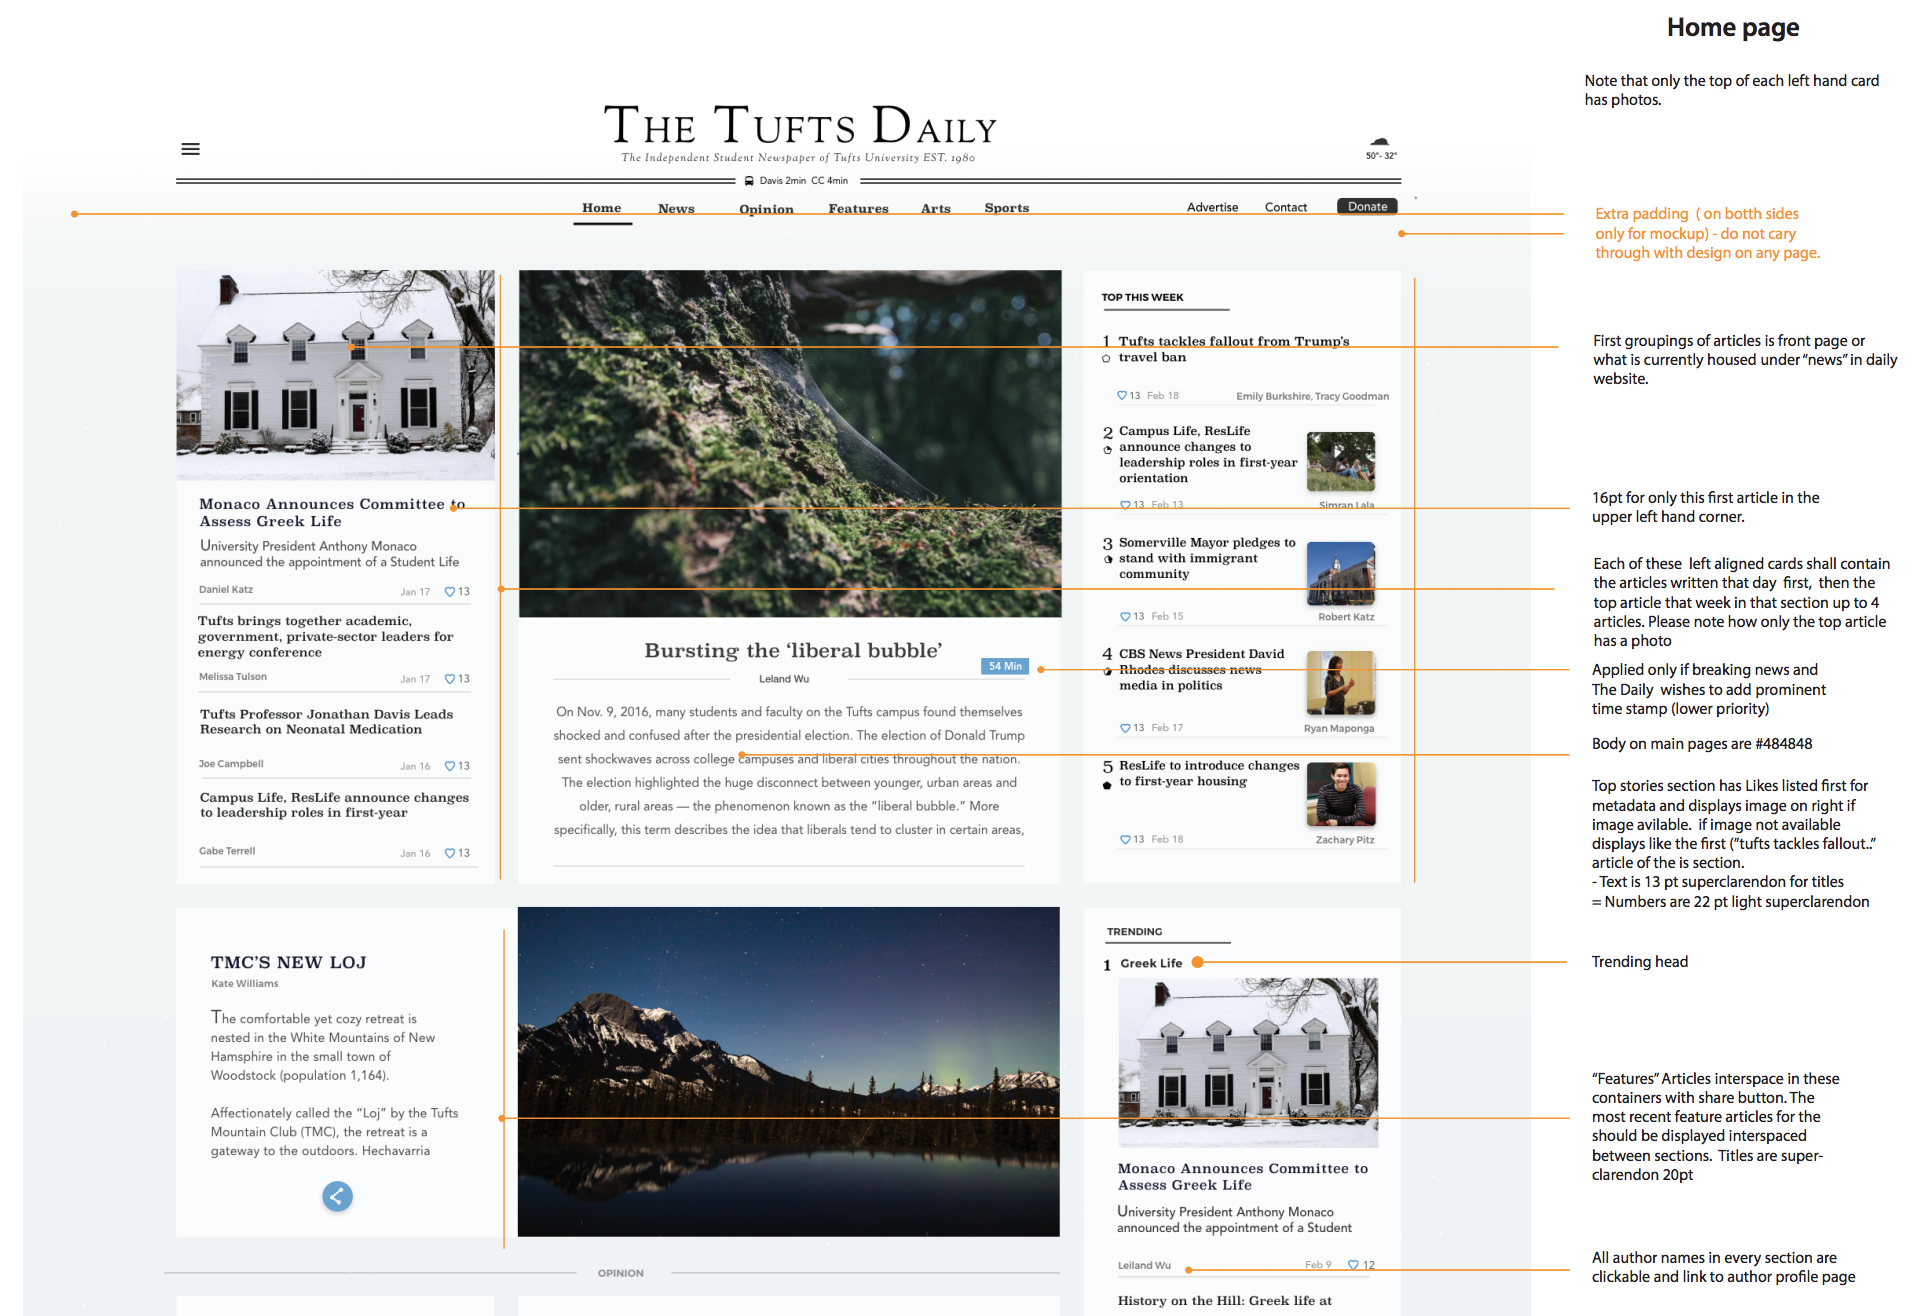 Home page
Note that only the top of each left hand card
has photos.
THE TUFTS DAILY
The Independent Student Newspaper of Tufts University EST. 1980
50°- 32°
Davis 2min CC 4min
Home
News
Opinion
Features
Arts
Sports
Advertise
Contact
Donate
Extra padding ( on botth sides
only for mockup) - do not cary
through with design on any page.
Monaco Announces Committee to
Assess Greek Life
University President Anthony Monaco
announced the appointment of a Student Life
Daniel Katz
Jan 17
13
Tufts brings together academic,
government, private-sector leaders for
energy conference
Melissa Tulson
Jan 17
13
Tufts Professor Jonathan Davis Leads
Research on Neonatal Medication
Joe Campbell
Jan 16
13
Campus Life, ResLife announce changes
to leadership roles in first-year
Gabe Terrell
Jan 16
13
Bursting the ‘liberal bubble’
54 Min
Leland Wu
On Nov. 9, 2016, many students and faculty on the Tufts campus found themselves
shocked and confused after the presidential election. The election of Donald Trump
sent shockwaves across college campuses and liberal cities throughout the nation.
The election highlighted the huge disconnect between younger, urban areas and
older, rural areas — the phenomenon known as the “liberal bubble.” More
specifically, this term describes the idea that liberals tend to cluster in certain areas,
TOP THIS WEEK
1 Tufts tackles fallout from Trump’s
travel ban
13 Feb 18
Emily Burkshire, Tracy Goodman
2 Campus Life, ResLife
announce changes to
leadership roles in first-year
orientation
13 Feb 13
Simran Lala
3 Somerville Mayor pledges to
stand with immigrant
community
13 Feb 15
Robert Katz
4 CBS News President David
Rhodes discusses news
media in politics
13 Feb 17
Ryan Maponga
5 ResLife to introduce changes
to first-year housing
13 Feb 18
Zachary Pitz
First groupings of articles is front page or
what is currently housed under “news” in daily
website.
16pt for only this first article in the
upper left hand corner.
Each of these left aligned cards shall contain
the articles written that day first, then the
top article that week in that section up to 4
articles. Please note how only the top article
has a photo
Applied only if breaking news and
The Daily wishes to add prominent
time stamp (lower priority)
Body on main pages are #484848
Top stories section has Likes listed first for
metadata and displays image on right if
image avilable. if image not available
displays like the first (”tufts tackles fallout..”
article of the is section.
- Text is 13 pt superclarendon for titles
= Numbers are 22 pt light superclarendon
TMC’S NEW LOJ
Kate Williams
The comfortable yet cozy retreat is
nested in the White Mountains of New
Hamsphire in the small town of
Woodstock (population 1,164).
Affectionately called the “Loj” by the Tufts
Mountain Club (TMC), the retreat is a
gateway to the outdoors. Hechavarria
TRENDING
1 Greek Life
Monaco Announces Committee to
Assess Greek Life
University President Anthony Monaco
announced the appointment of a Student
Leiland Wu
Feb 9
12
History on the Hill: Greek life at
Trending head
“Features” Articles interspace in these
containers with share button. The
most recent feature articles for the
should be displayed interspaced
between sections. Titles are super-
clarendon 20pt
All author names in every section are
clickable and link to author profile page
OPINION